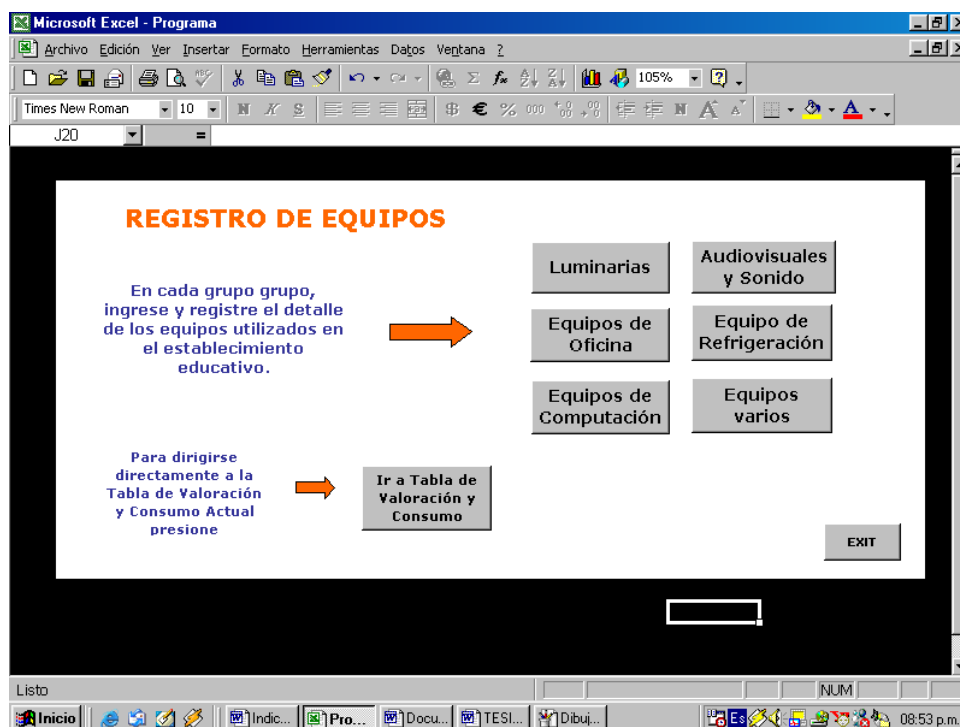 Microsoft Excel - Programa
Archivo Edición Ver Insertar Formato Herramientas Datos Ventana ?
105%
Times New Roman 10 N K S $ € % 000
J20 =
REGISTRO DE EQUIPOS
En cada grupo grupo,
ingrese y registre el detalle
de los equipos utilizados en
el establecimiento
educativo.
Luminarias
Audiovisuales
y Sonido
Equipos de
Oficina
Equipo de
Refrigeración
Equipos de
Computación
Equipos
varios
Para dirigirse
directamente a la
Tabla de Valoración
y Consumo Actual
presione
Ir a Tabla de
Valoración y
Consumo
EXIT
Listo
NUM
Inicio Indic... Pro... Docu... TESI... Dibuj... Es 08:53 p.m.